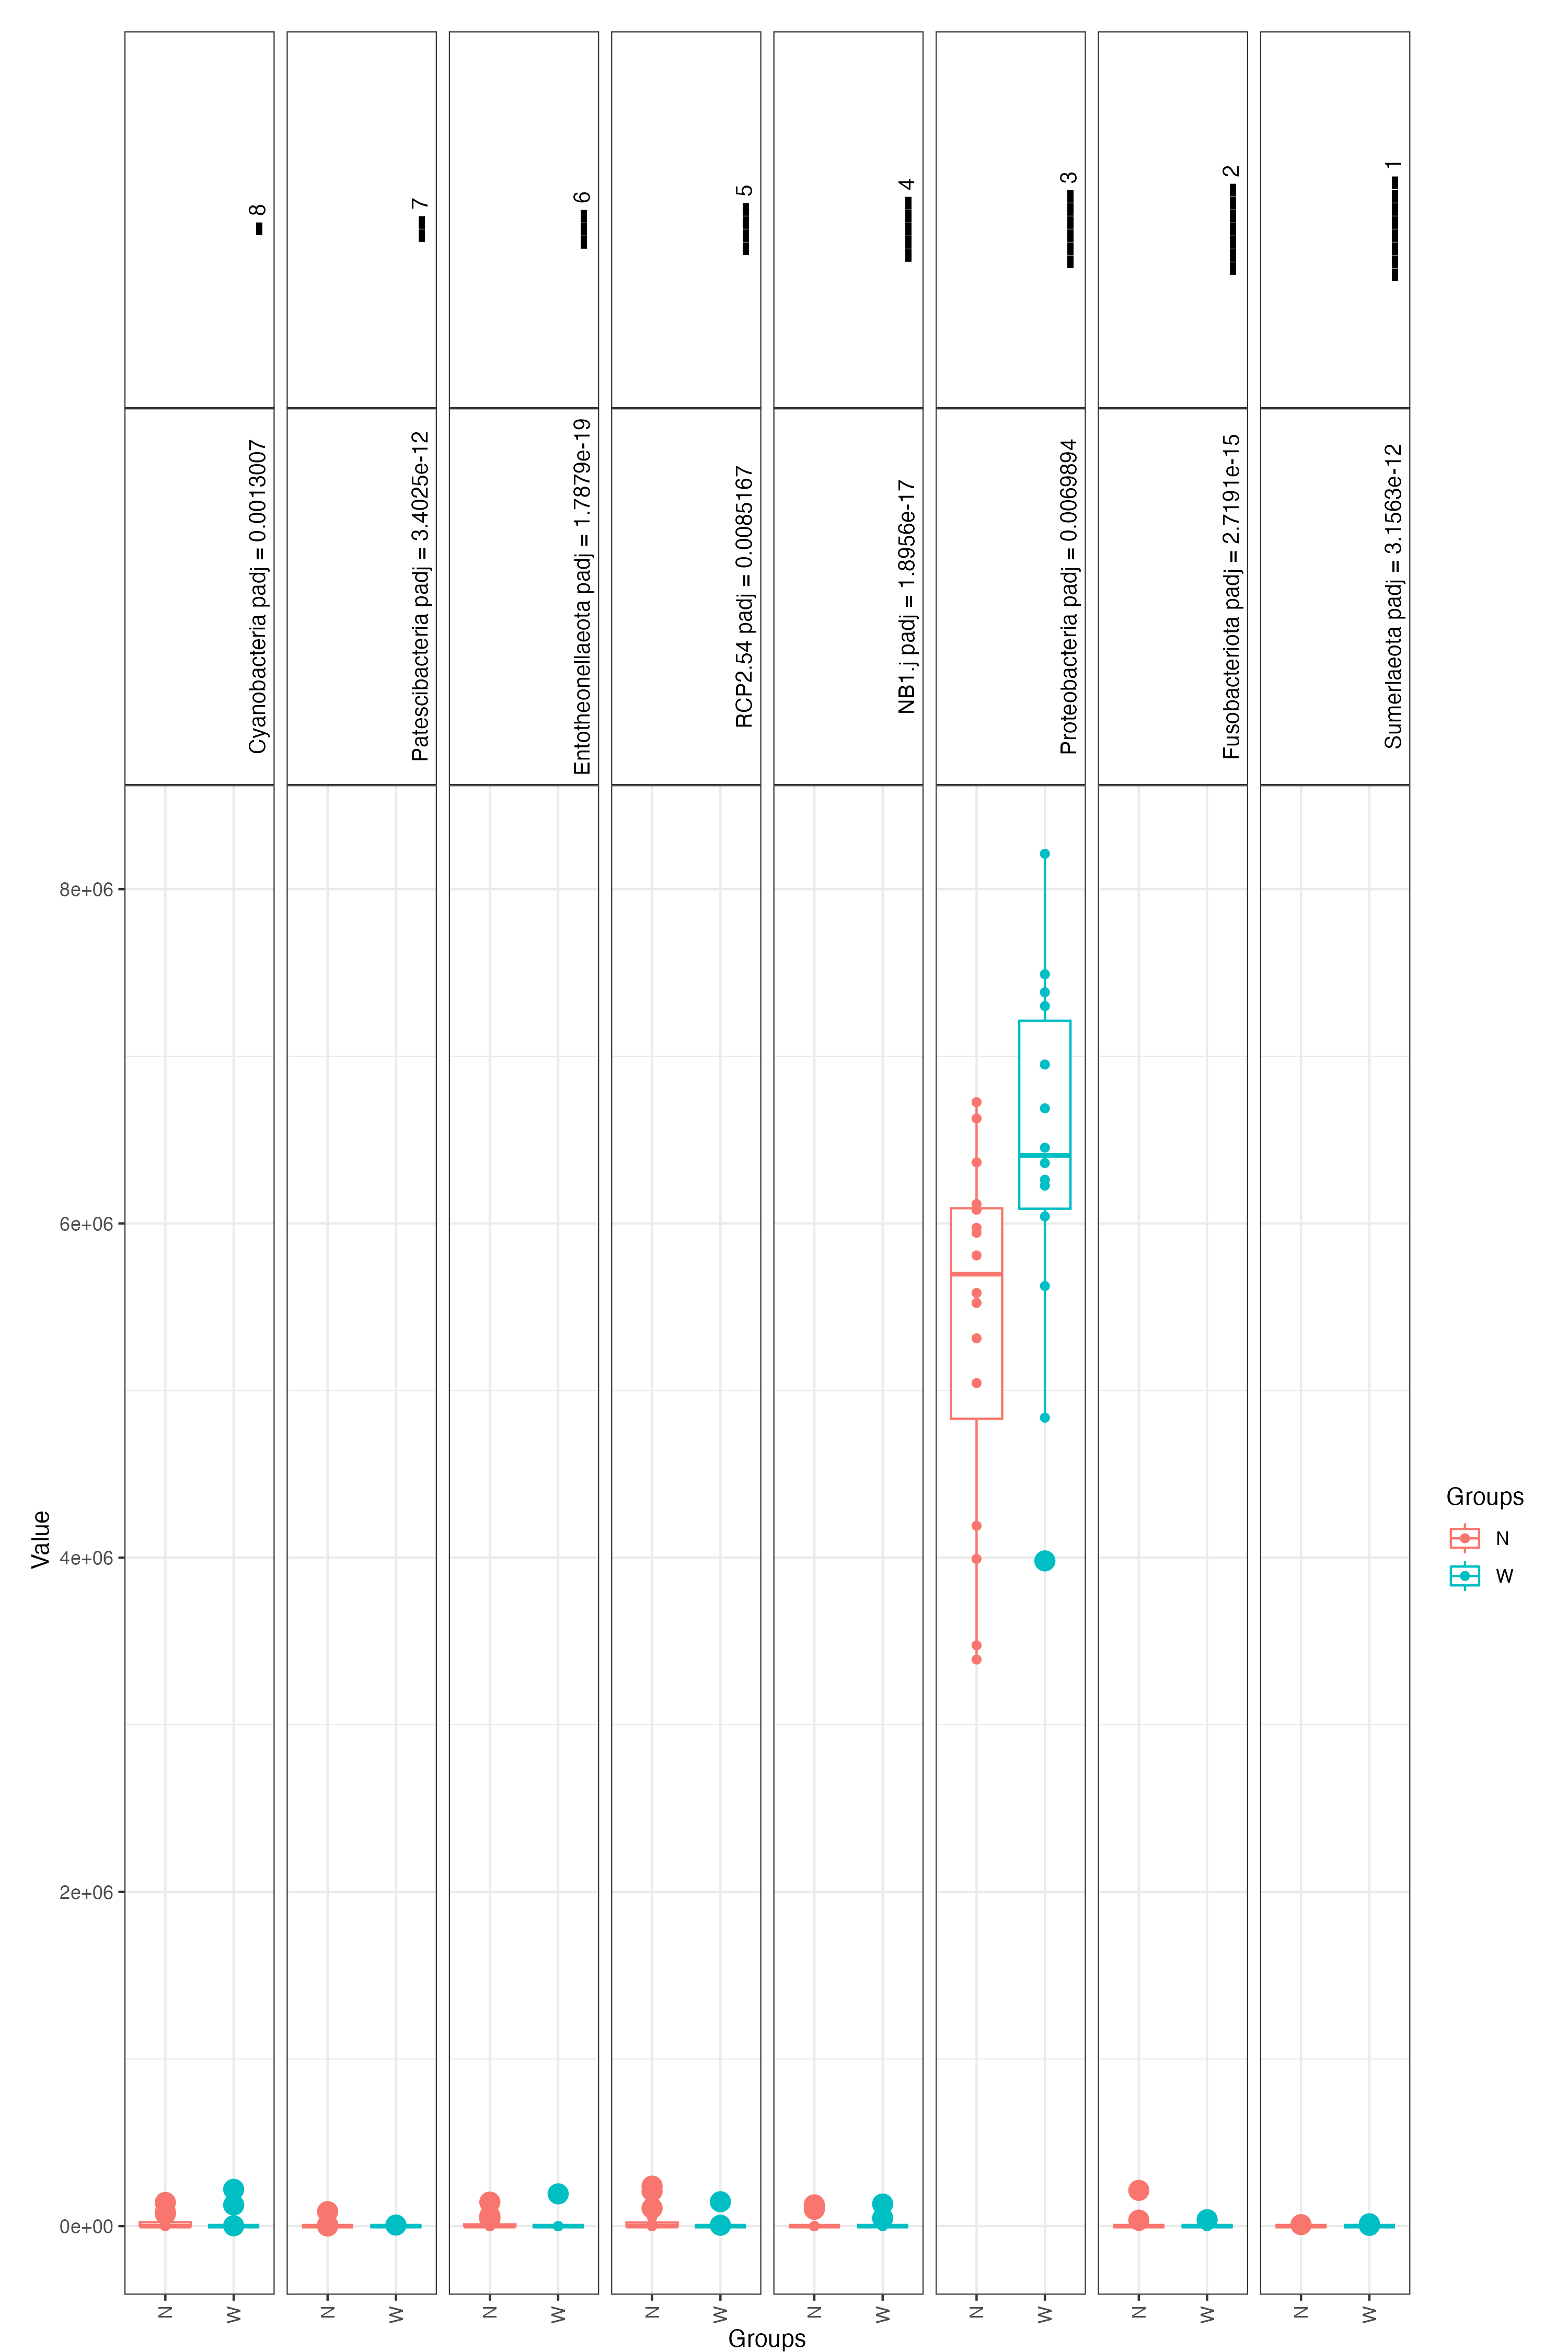 8
7
6
5
4
3
2
1
Cyanobacteria padj = 0.0013007
Patescibacteria padj = 3.4025e-12
Entotheonellaeota padj = 1.7879e-19
RCP2.54 padj = 0.0085167
NB1.j padj = 1.8956e-17
Proteobacteria padj = 0.0069894
Fusobacteriota padj = 2.7191e-15
Sumerlaeota padj = 3.1563e-12
Value
8e+06
6e+06
4e+06
2e+06
0e+00
N
W
N
W
N
W
N
W
N
W
N
W
N
W
N
W
Groups
Groups
N
W